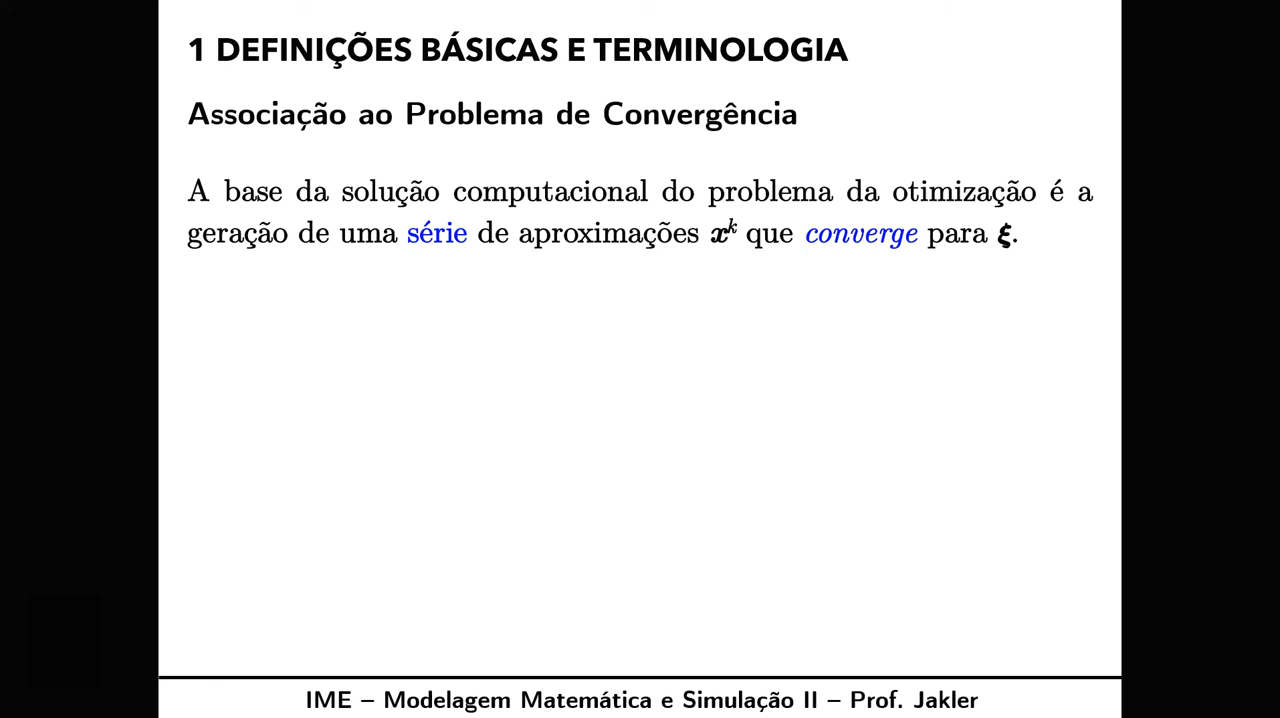 1 DEFINIÇÕES BÁSICAS E TERMINOLOGIA
Associação ao Problema de Convergência
A base da solução computacional do problema da otimização é a
geração de uma série de aproximações xᵏ que converge para ξ.
IME – Modelagem Matemática e Simulação II – Prof. Jakler